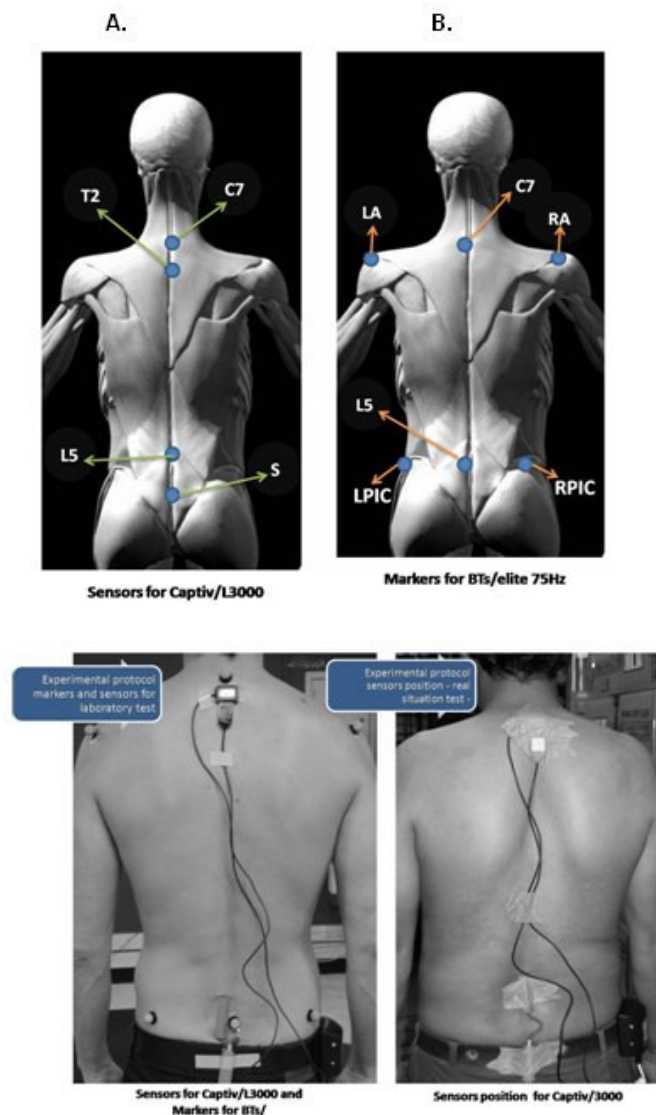 A.
B.
T2
C7
L5
S
Sensors for Captiv/L3000
C7
LA
RA
L5
LPIC
RPIC
Markers for BTs/elite 75Hz
Experimental protocol
markers and sensors for
laboratory test
Experimental protocol
sensors position - real
situation test -
Sensors for Captiv/L3000 and
Markers for BTs/
Sensors position for Captiv/3000